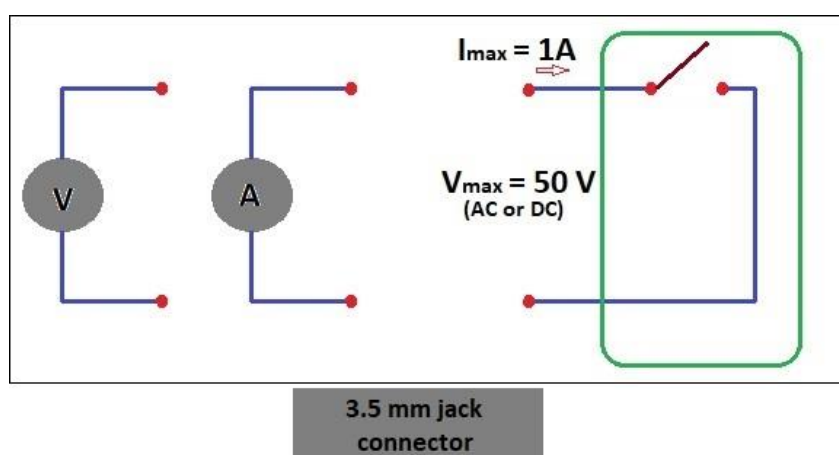 Imax = 1A
V
A
Vmax = 50 V
(AC or DC)
3.5 mm jack
connector